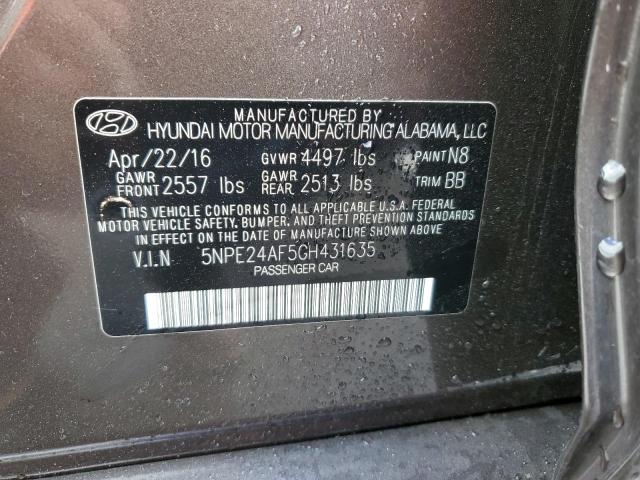 MANUFACTURED BY
HYUNDAI MOTOR MANUFACTURING ALABAMA, LLC
Apr/22/16 GVWR 4497 lbs PAINT N8
GAWR FRONT 2557 lbs GAWR REAR 2513 lbs TRIM BB
THIS VEHICLE CONFORMS TO ALL APPLICABLE U.S.A. FEDERAL
MOTOR VEHICLE SAFETY, BUMPER, AND THEFT PREVENTION STANDARDS
IN EFFECT ON THE DATE OF MANUFACTURE SHOWN ABOVE.
V.I.N 5NPE24AF5GH431635
PASSENGER CAR